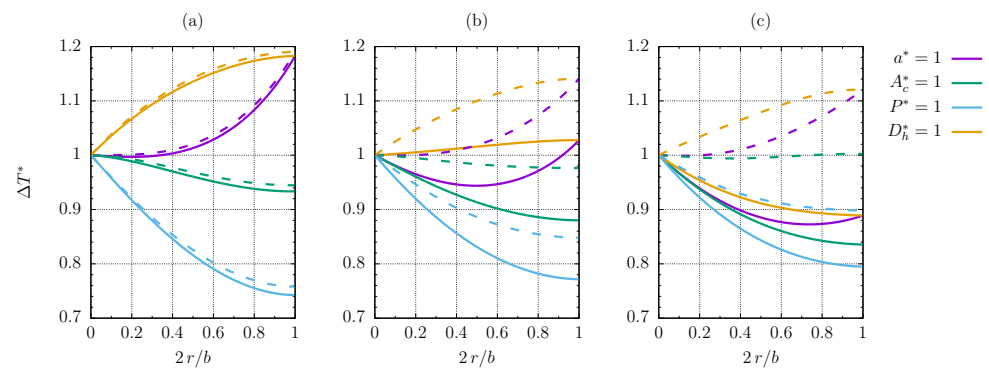 (a) (b) (c)
1.2 1.2 1.2
1.1 1.1 1.1
1 1 1
0.9 0.9 0.9
0.8 0.8 0.8
0.7 0.7 0.7
ΔT*
0 0.2 0.4 0.6 0.8 1 0 0.2 0.4 0.6 0.8 1 0 0.2 0.4 0.6 0.8 1
2 r/b 2 r/b 2 r/b
a* = 1
A_c* = 1
P* = 1
D_h* = 1